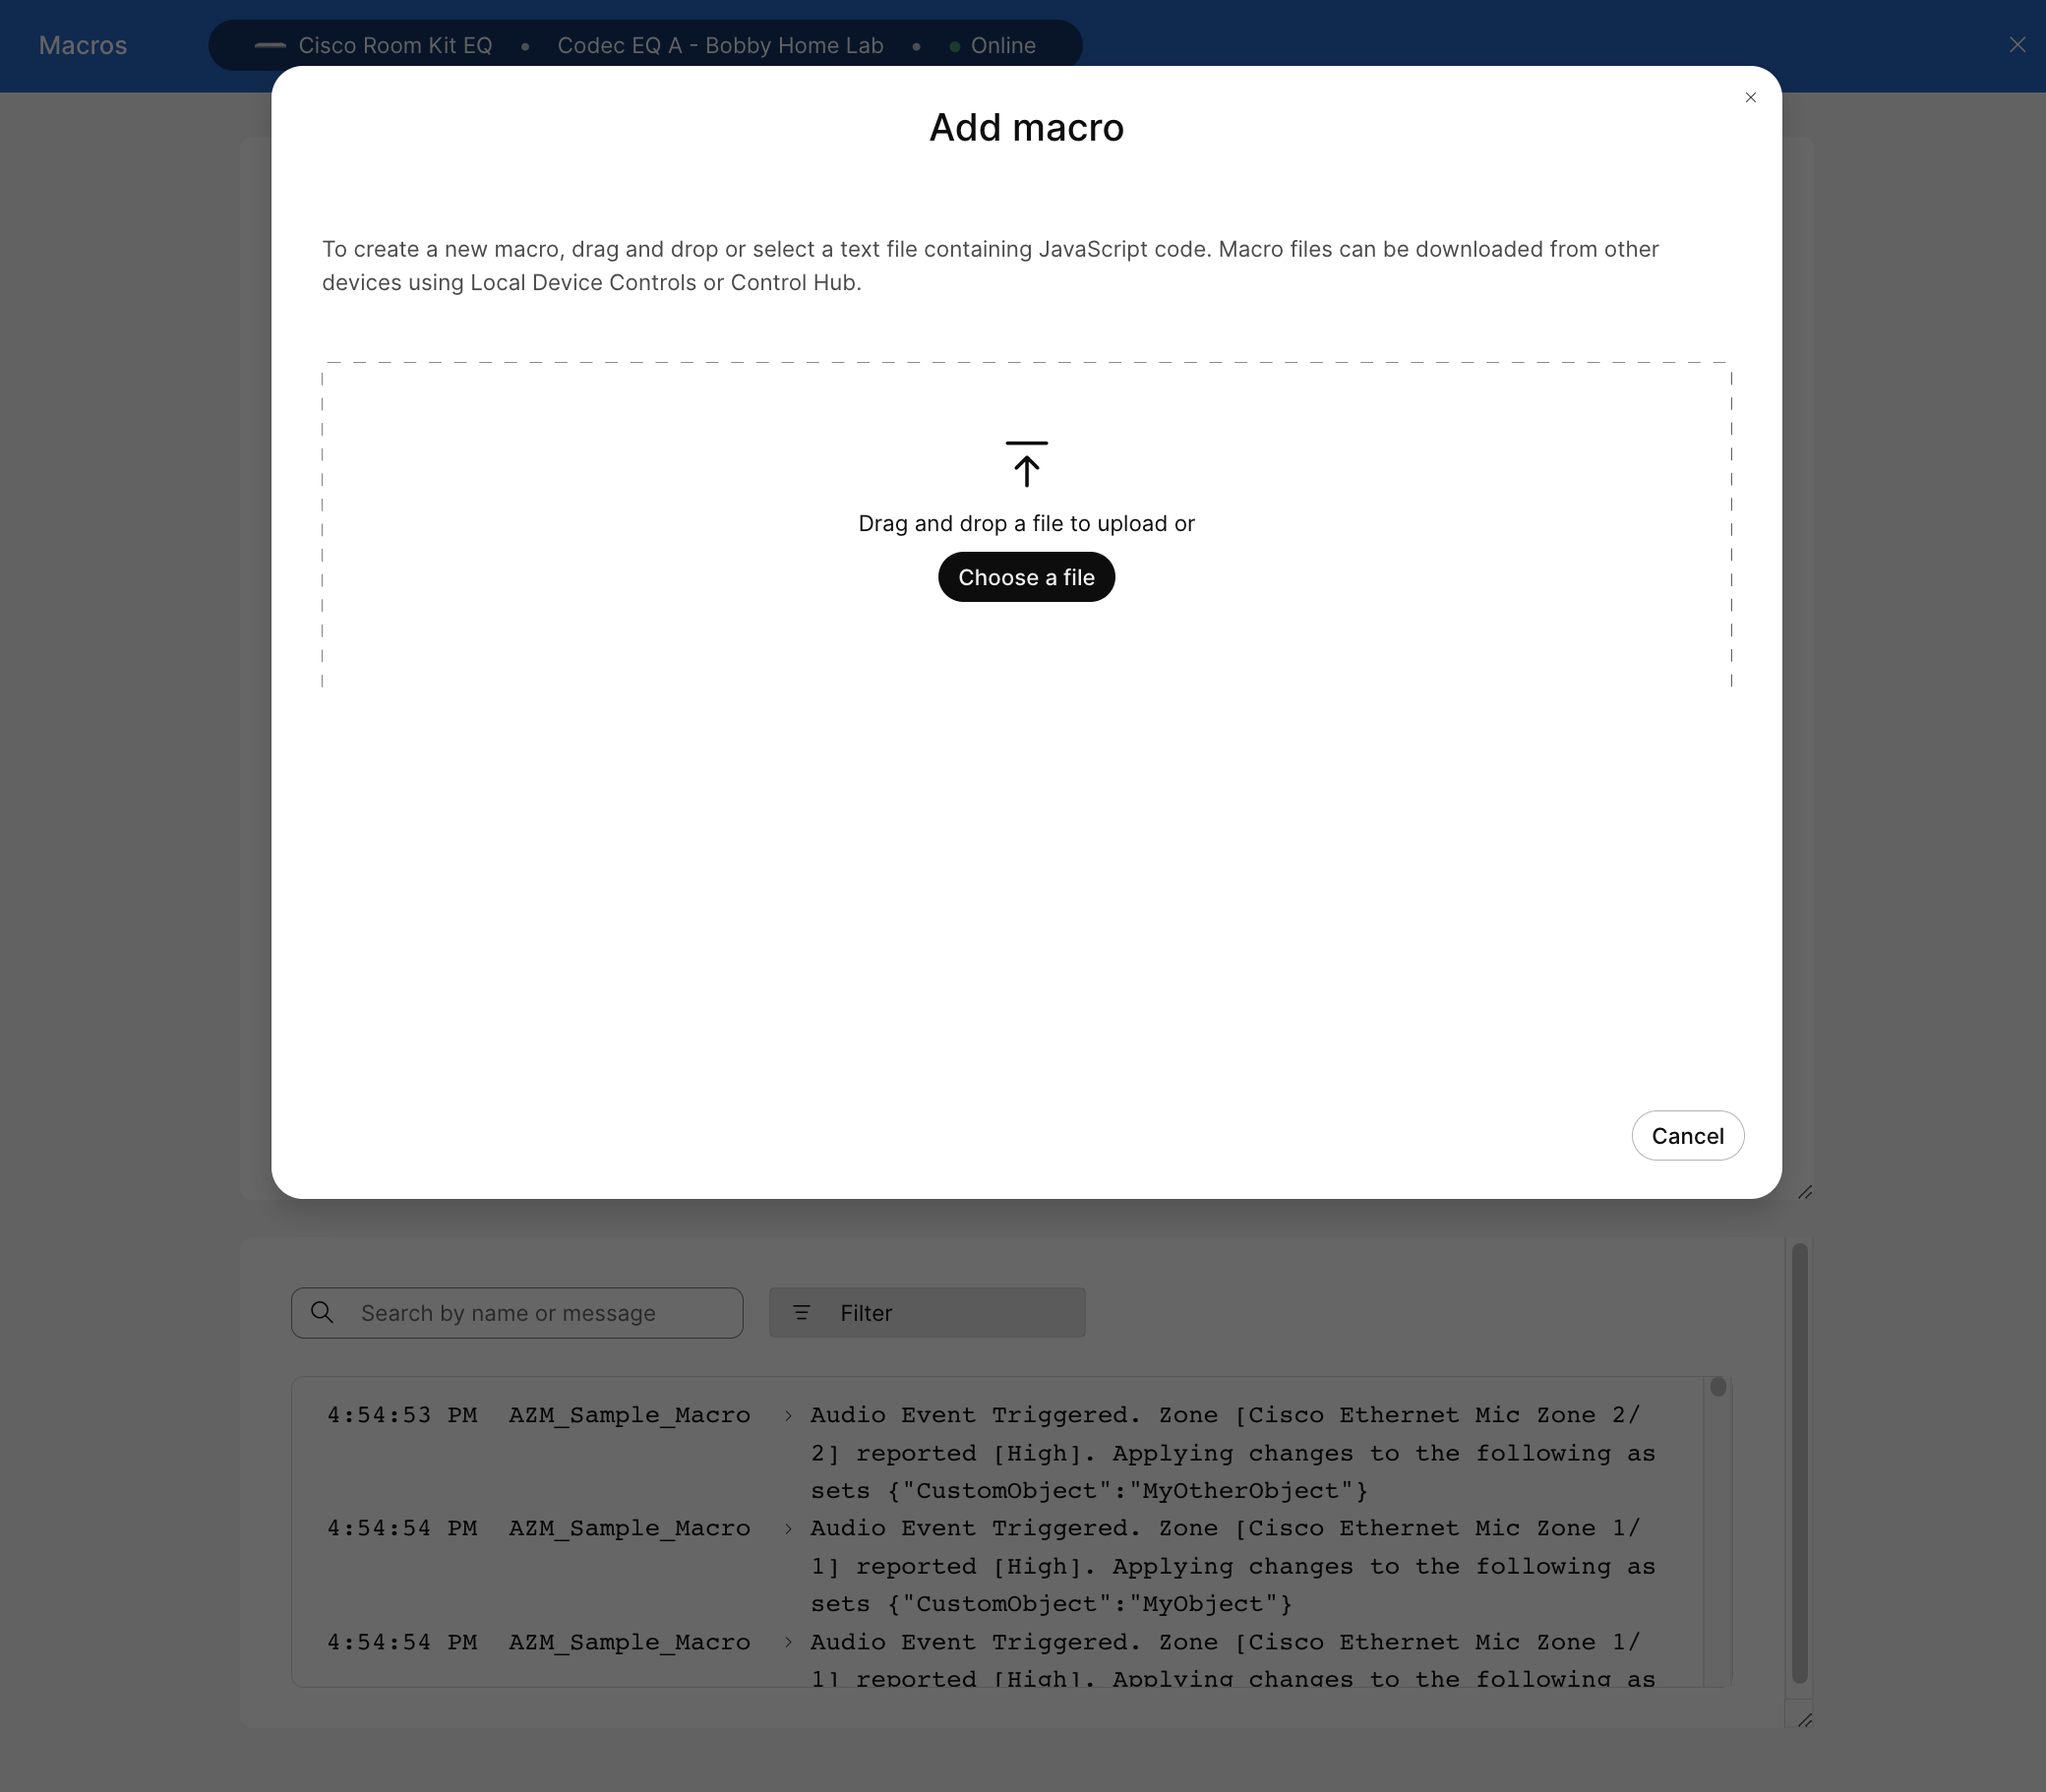 Macros
Cisco Room Kit EQ • Codec EQ A - Bobby Home Lab • Online
Add macro
To create a new macro, drag and drop or select a text file containing JavaScript code. Macro files can be downloaded from other
devices using Local Device Controls or Control Hub.
Drag and drop a file to upload or
Choose a file
Cancel
Search by name or message
Filter
4:54:53 PM AZM_Sample_Macro › Audio Event Triggered. Zone [Cisco Ethernet Mic Zone 2/
2] reported [High]. Applying changes to the following as
sets {"CustomObject":"MyOtherObject"}
4:54:54 PM AZM_Sample_Macro › Audio Event Triggered. Zone [Cisco Ethernet Mic Zone 1/
1] reported [High]. Applying changes to the following as
sets {"CustomObject":"MyObject"}
4:54:54 PM AZM_Sample_Macro › Audio Event Triggered. Zone [Cisco Ethernet Mic Zone 1/
1] reported [High]. Applying changes to the following as